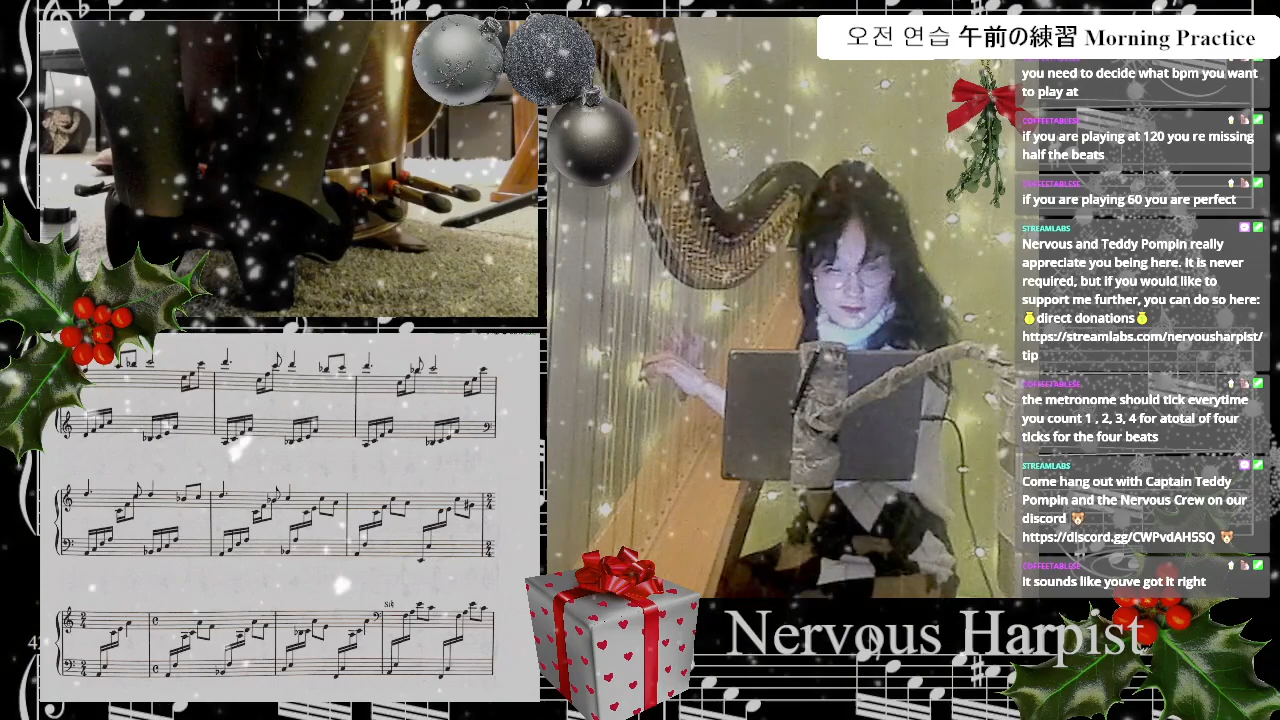 오전 연습 午前の練習 Morning Practice
you need to decide what bpm you want
to play at
COFFEETABLESE
if you are playing at 120 you re missing
half the beats
COFFEETABLESE
if you are playing 60 you are perfect
STREAMLABS
Nervous and Teddy Pompin really
appreciate you being here. It is never
required, but if you would like to
support me further, you can do so here:
💰direct donations💰
https://streamlabs.com/nervousharpist/
tip
COFFEETABLESE
the metronome should tick everytime
you count 1 , 2, 3, 4 for atotal of four
ticks for the four beats
STREAMLABS
Come hang out with Captain Teddy
Pompin and the Nervous Crew on our
discord 🐻
https://discord.gg/CWPvdAH5SQ 🐻
COFFEETABLESE
it sounds like youve got it right
Nervous Harpist